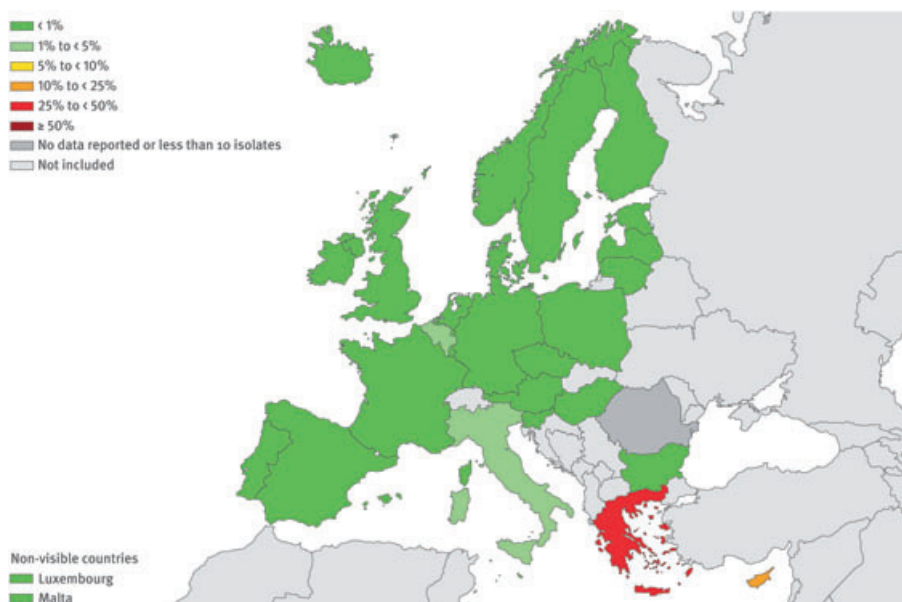 < 1%
1% to < 5%
5% to < 10%
10% to < 25%
25% to < 50%
≥ 50%
No data reported or less than 10 isolates
Not included
Non-visible countries
Luxembourg
Malta